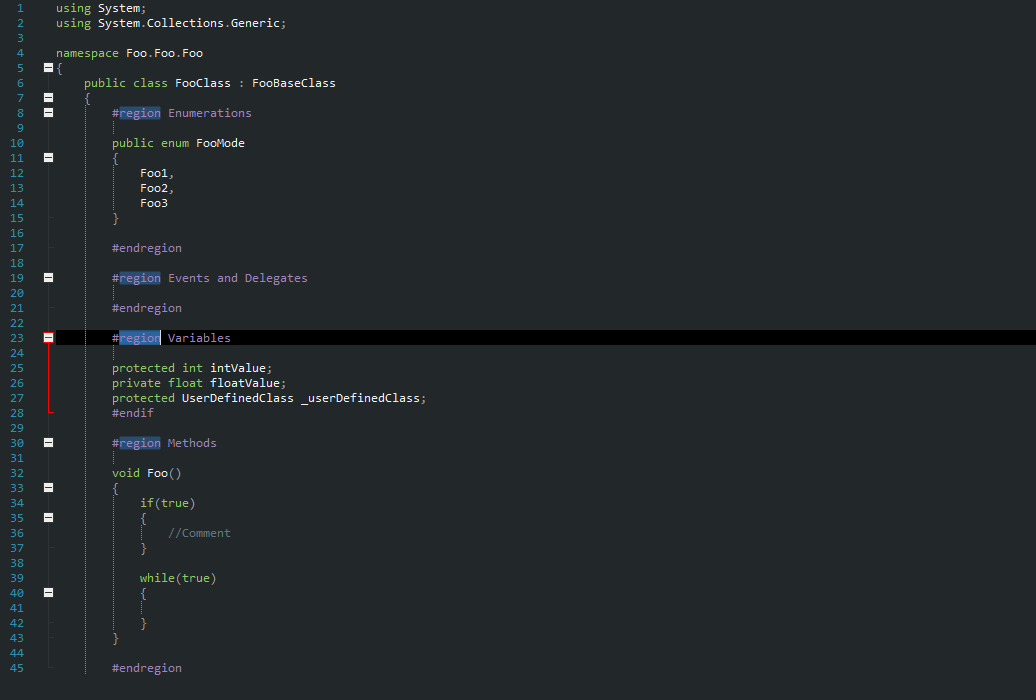 1 using System;
2 using System.Collections.Generic;
3
4 namespace Foo.Foo.Foo
5 {
6 public class FooClass : FooBaseClass
7 {
8 #region Enumerations
9
10 public enum FooMode
11 {
12 Foo1,
13 Foo2,
14 Foo3
15 }
16
17 #endregion
18
19 #region Events and Delegates
20
21 #endregion
22
23 #region Variables
24
25 protected int intValue;
26 private float floatValue;
27 protected UserDefinedClass _userDefinedClass;
28 #endif
29
30 #region Methods
31
32 void Foo()
33 {
34 if(true)
35 {
36 //Comment
37 }
38
39 while(true)
40 {
41
42 }
43 }
44
45 #endregion